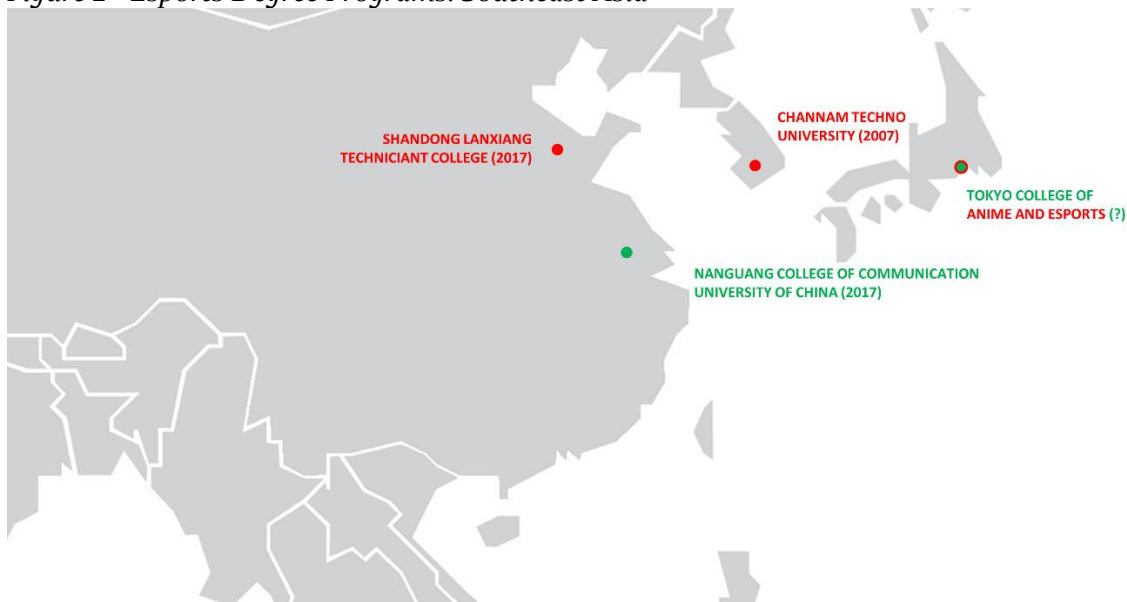 Figure 2 - Esports Degree Programs: Southeast Asia
CHANNAM TECHNO
UNIVERSITY (2007)
SHANDONG LANXIANG
TECHNICIANT COLLEGE (2017)
TOKYO COLLEGE OF
ANIME AND ESPORTS (?)
NANGUANG COLLEGE OF COMMUNICATION
UNIVERSITY OF CHINA (2017)